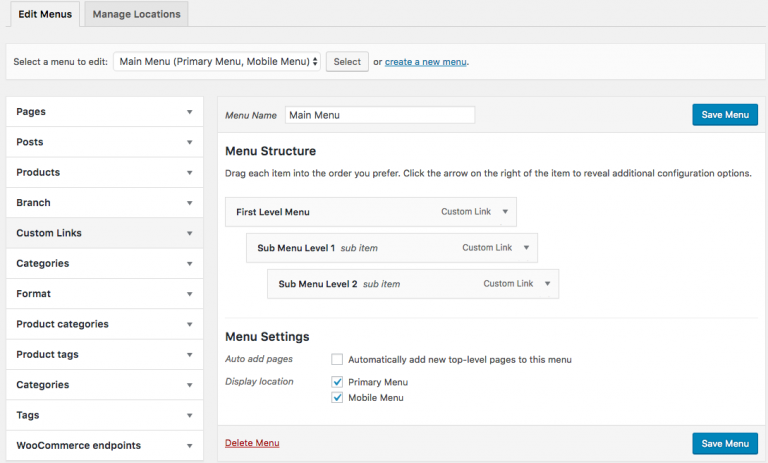 Edit Menus Manage Locations
Select a menu to edit: Main Menu (Primary Menu, Mobile Menu) Select or create a new menu.
Pages
Posts
Products
Branch
Custom Links
Categories
Format
Product categories
Product tags
Categories
Tags
WooCommerce endpoints
Menu Name Main Menu Save Menu
Menu Structure
Drag each item into the order you prefer. Click the arrow on the right of the item to reveal additional configuration options.
First Level Menu Custom Link
Sub Menu Level 1 sub item Custom Link
Sub Menu Level 2 sub item Custom Link
Menu Settings
Auto add pages Automatically add new top-level pages to this menu
Display location Primary Menu
Mobile Menu
Delete Menu Save Menu